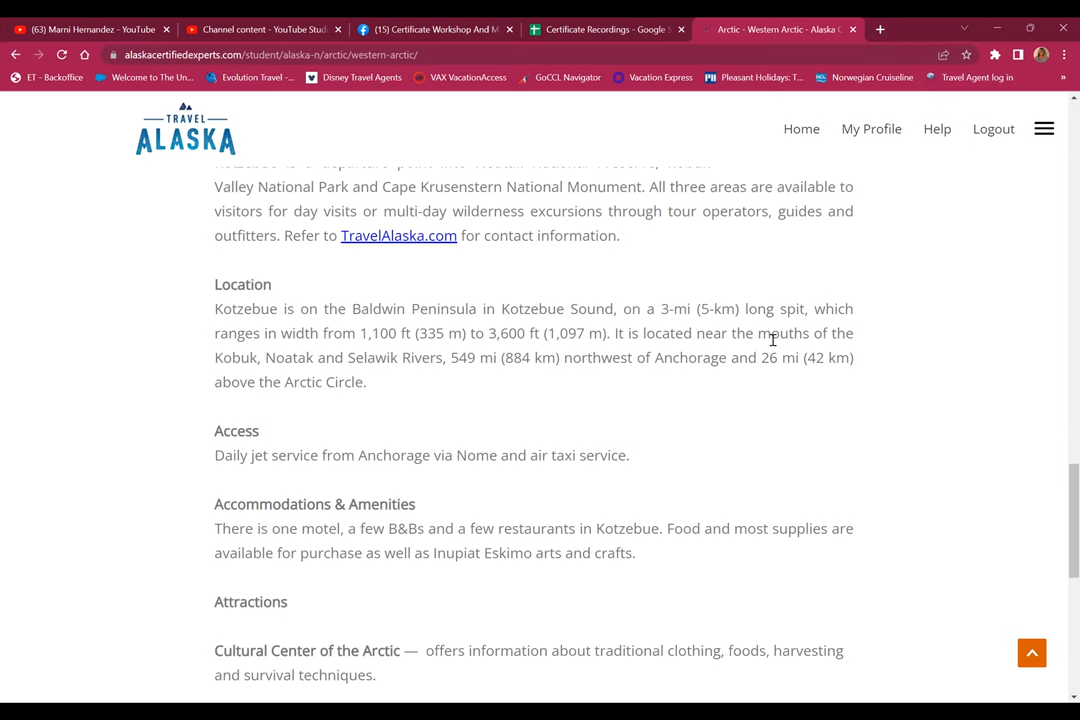 (63) Marni Hernandez - YouTube
Channel content - YouTube Stud
(15) Certificate Workshop And M
Certificate Recordings - Google S
Arctic - Western Arctic - Alaska C
alaskacertifiedexperts.com/student/alaska-n/arctic/western-arctic/
ET - Backoffice
Welcome to The Un...
Evolution Travel -...
Disney Travel Agents
VAX VacationAccess
GoCCL Navigator
Vacation Express
Pleasant Holidays: T...
Norwegian Cruiseline
Travel Agent log in
TRAVEL
ALASKA
Home
My Profile
Help
Logout
Kotzebue is a departure point into Noatak National Preserve, Kobuk
Valley National Park and Cape Krusenstern National Monument. All three areas are available to
visitors for day visits or multi-day wilderness excursions through tour operators, guides and
outfitters. Refer to TravelAlaska.com for contact information.
Location
Kotzebue is on the Baldwin Peninsula in Kotzebue Sound, on a 3-mi (5-km) long spit, which
ranges in width from 1,100 ft (335 m) to 3,600 ft (1,097 m). It is located near the mouths of the
Kobuk, Noatak and Selawik Rivers, 549 mi (884 km) northwest of Anchorage and 26 mi (42 km)
above the Arctic Circle.
Access
Daily jet service from Anchorage via Nome and air taxi service.
Accommodations & Amenities
There is one motel, a few B&Bs and a few restaurants in Kotzebue. Food and most supplies are
available for purchase as well as Inupiat Eskimo arts and crafts.
Attractions
Cultural Center of the Arctic — offers information about traditional clothing, foods, harvesting
and survival techniques.